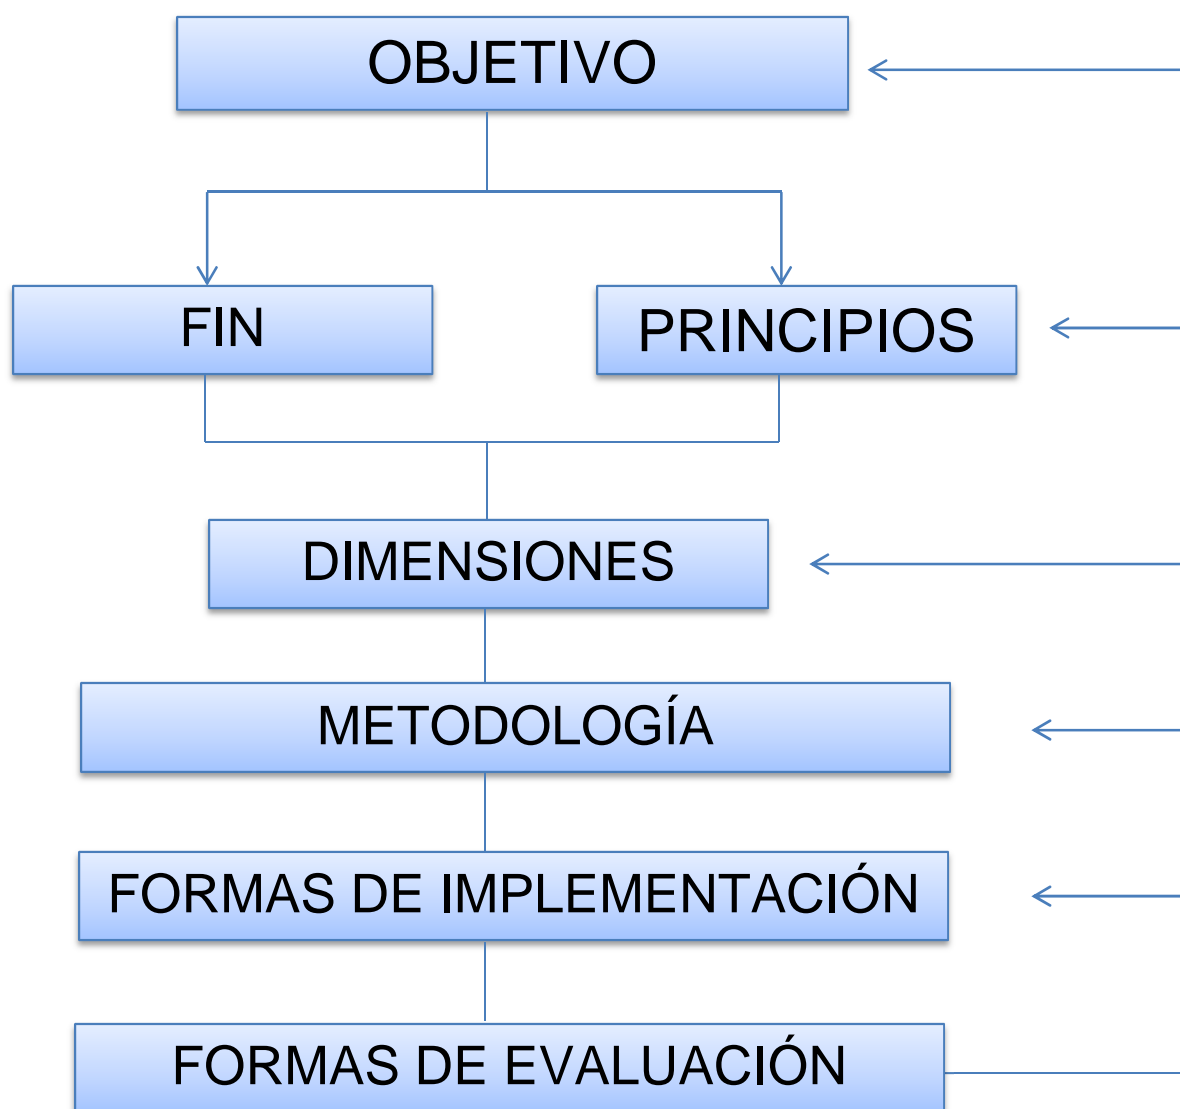 OBJETIVO
FIN
PRINCIPIOS
DIMENSIONES
METODOLOGÍA
FORMAS DE IMPLEMENTACIÓN
FORMAS DE EVALUACIÓN